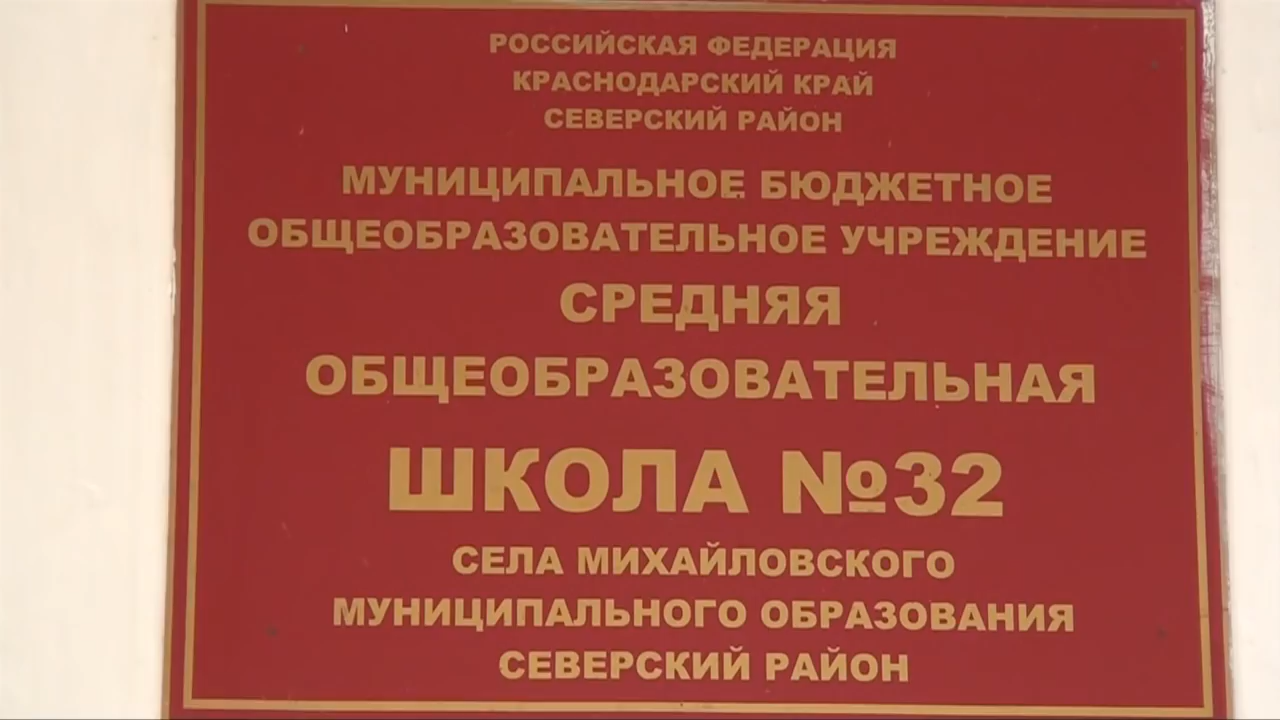 РОССИЙСКАЯ ФЕДЕРАЦИЯ
КРАСНОДАРСКИЙ КРАЙ
СЕВЕРСКИЙ РАЙОН
МУНИЦИПАЛЬНОЕ БЮДЖЕТНОЕ
ОБЩЕОБРАЗОВАТЕЛЬНОЕ УЧРЕЖДЕНИЕ
СРЕДНЯЯ
ОБЩЕОБРАЗОВАТЕЛЬНАЯ
ШКОЛА №32
СЕЛА МИХАЙЛОВСКОГО
МУНИЦИПАЛЬНОГО ОБРАЗОВАНИЯ
СЕВЕРСКИЙ РАЙОН